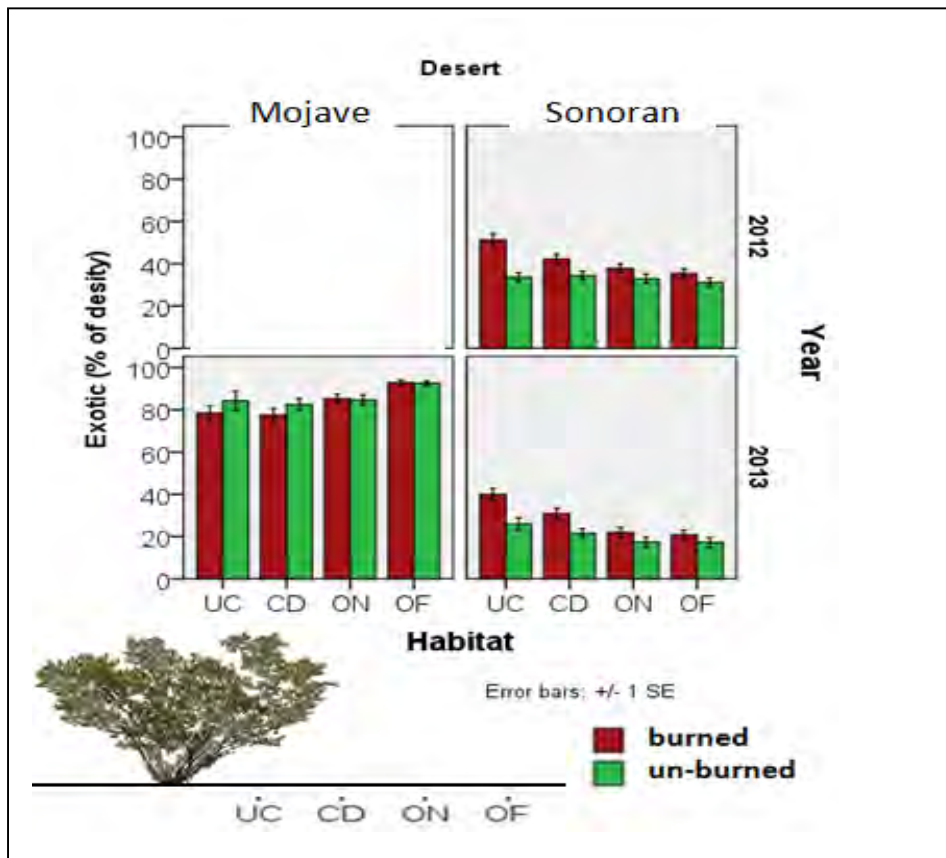 Desert
Mojave Sonoran
100
80
60
40
20
0
2012
Exotic (% of desity)
Year
100
80
60
40
20
0
2013
UC CD ON OF UC CD ON OF
Habitat
Error bars: +/- 1 SE
burned
un-burned
UC CD ON OF